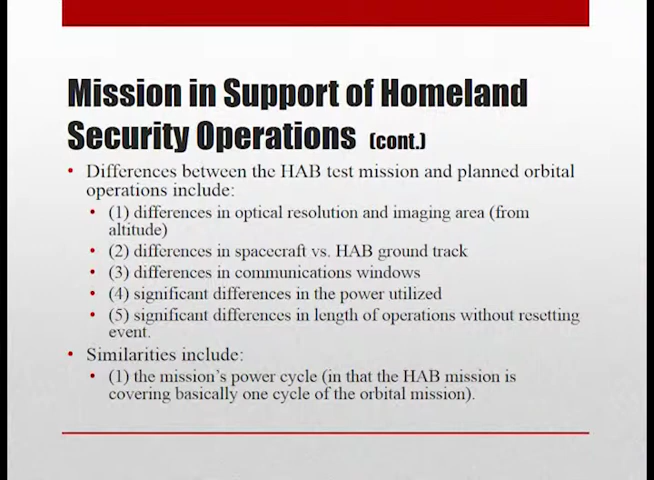 Mission in Support of Homeland
Security Operations (cont.)
• Differences between the HAB test mission and planned orbital
operations include:
• (1) differences in optical resolution and imaging area (from
altitude)
• (2) differences in spacecraft vs. HAB ground track
• (3) differences in communications windows
• (4) significant differences in the power utilized
• (5) significant differences in length of operations without resetting
event.
• Similarities include:
• (1) the mission's power cycle (in that the HAB mission is
covering basically one cycle of the orbital mission).